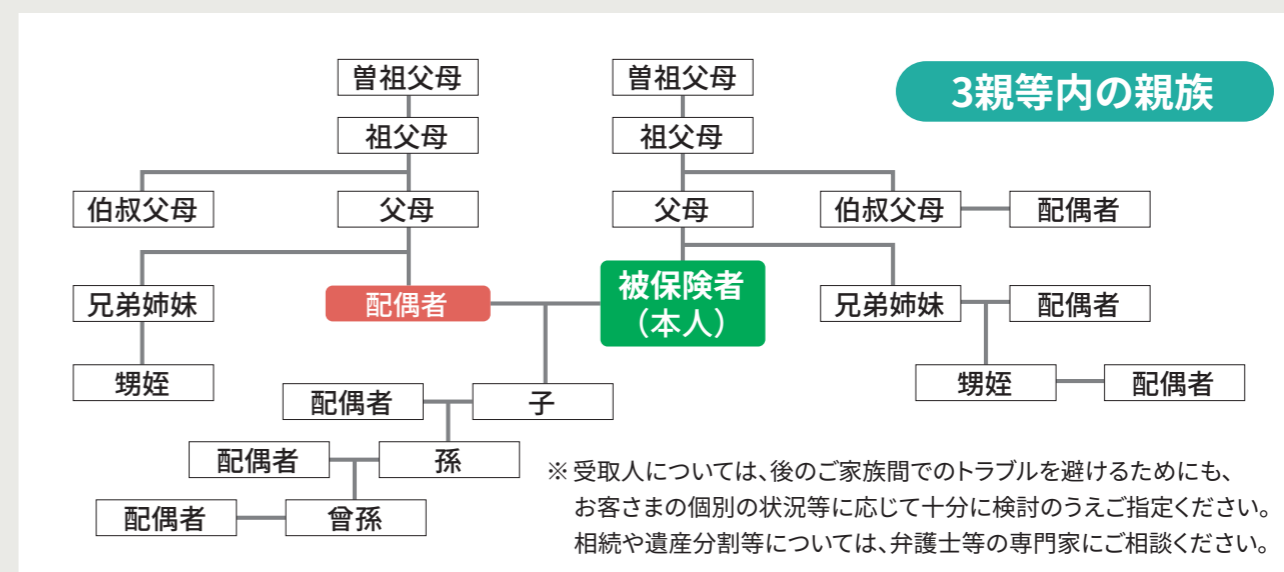 3親等内の親族
曽祖父母
曽祖父母
祖父母
祖父母
伯叔父母
父母
父母
伯叔父母
配偶者
兄弟姉妹
配偶者
被保険者
（本人）
兄弟姉妹
配偶者
甥姪
甥姪
配偶者
配偶者
子
配偶者
孫
配偶者
曾孫
※ 受取人については、後のご家族間でのトラブルを避けるためにも、
お客さまの個別の状況等に応じて十分に検討のうえご指定ください。
相続や遺産分割等については、弁護士等の専門家にご相談ください。